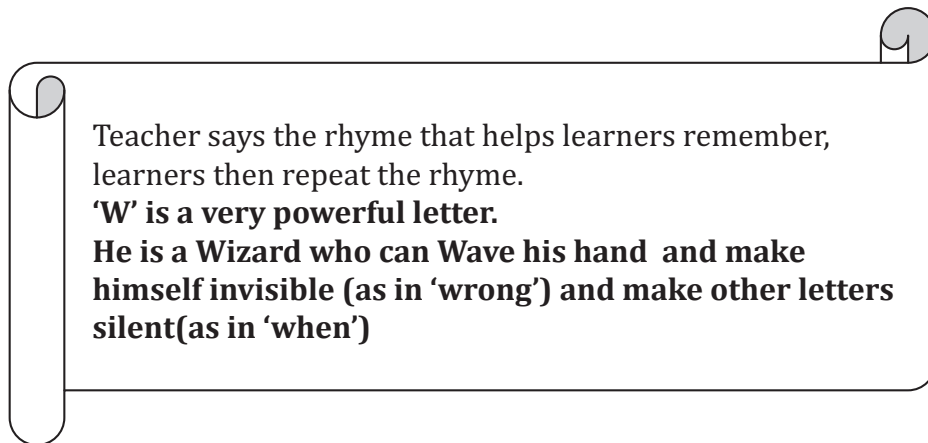 Teacher says the rhyme that helps learners remember,
learners then repeat the rhyme.
‘W’ is a very powerful letter.
He is a Wizard who can Wave his hand  and make
himself invisible (as in ‘wrong’) and make other letters
silent(as in ‘when’)